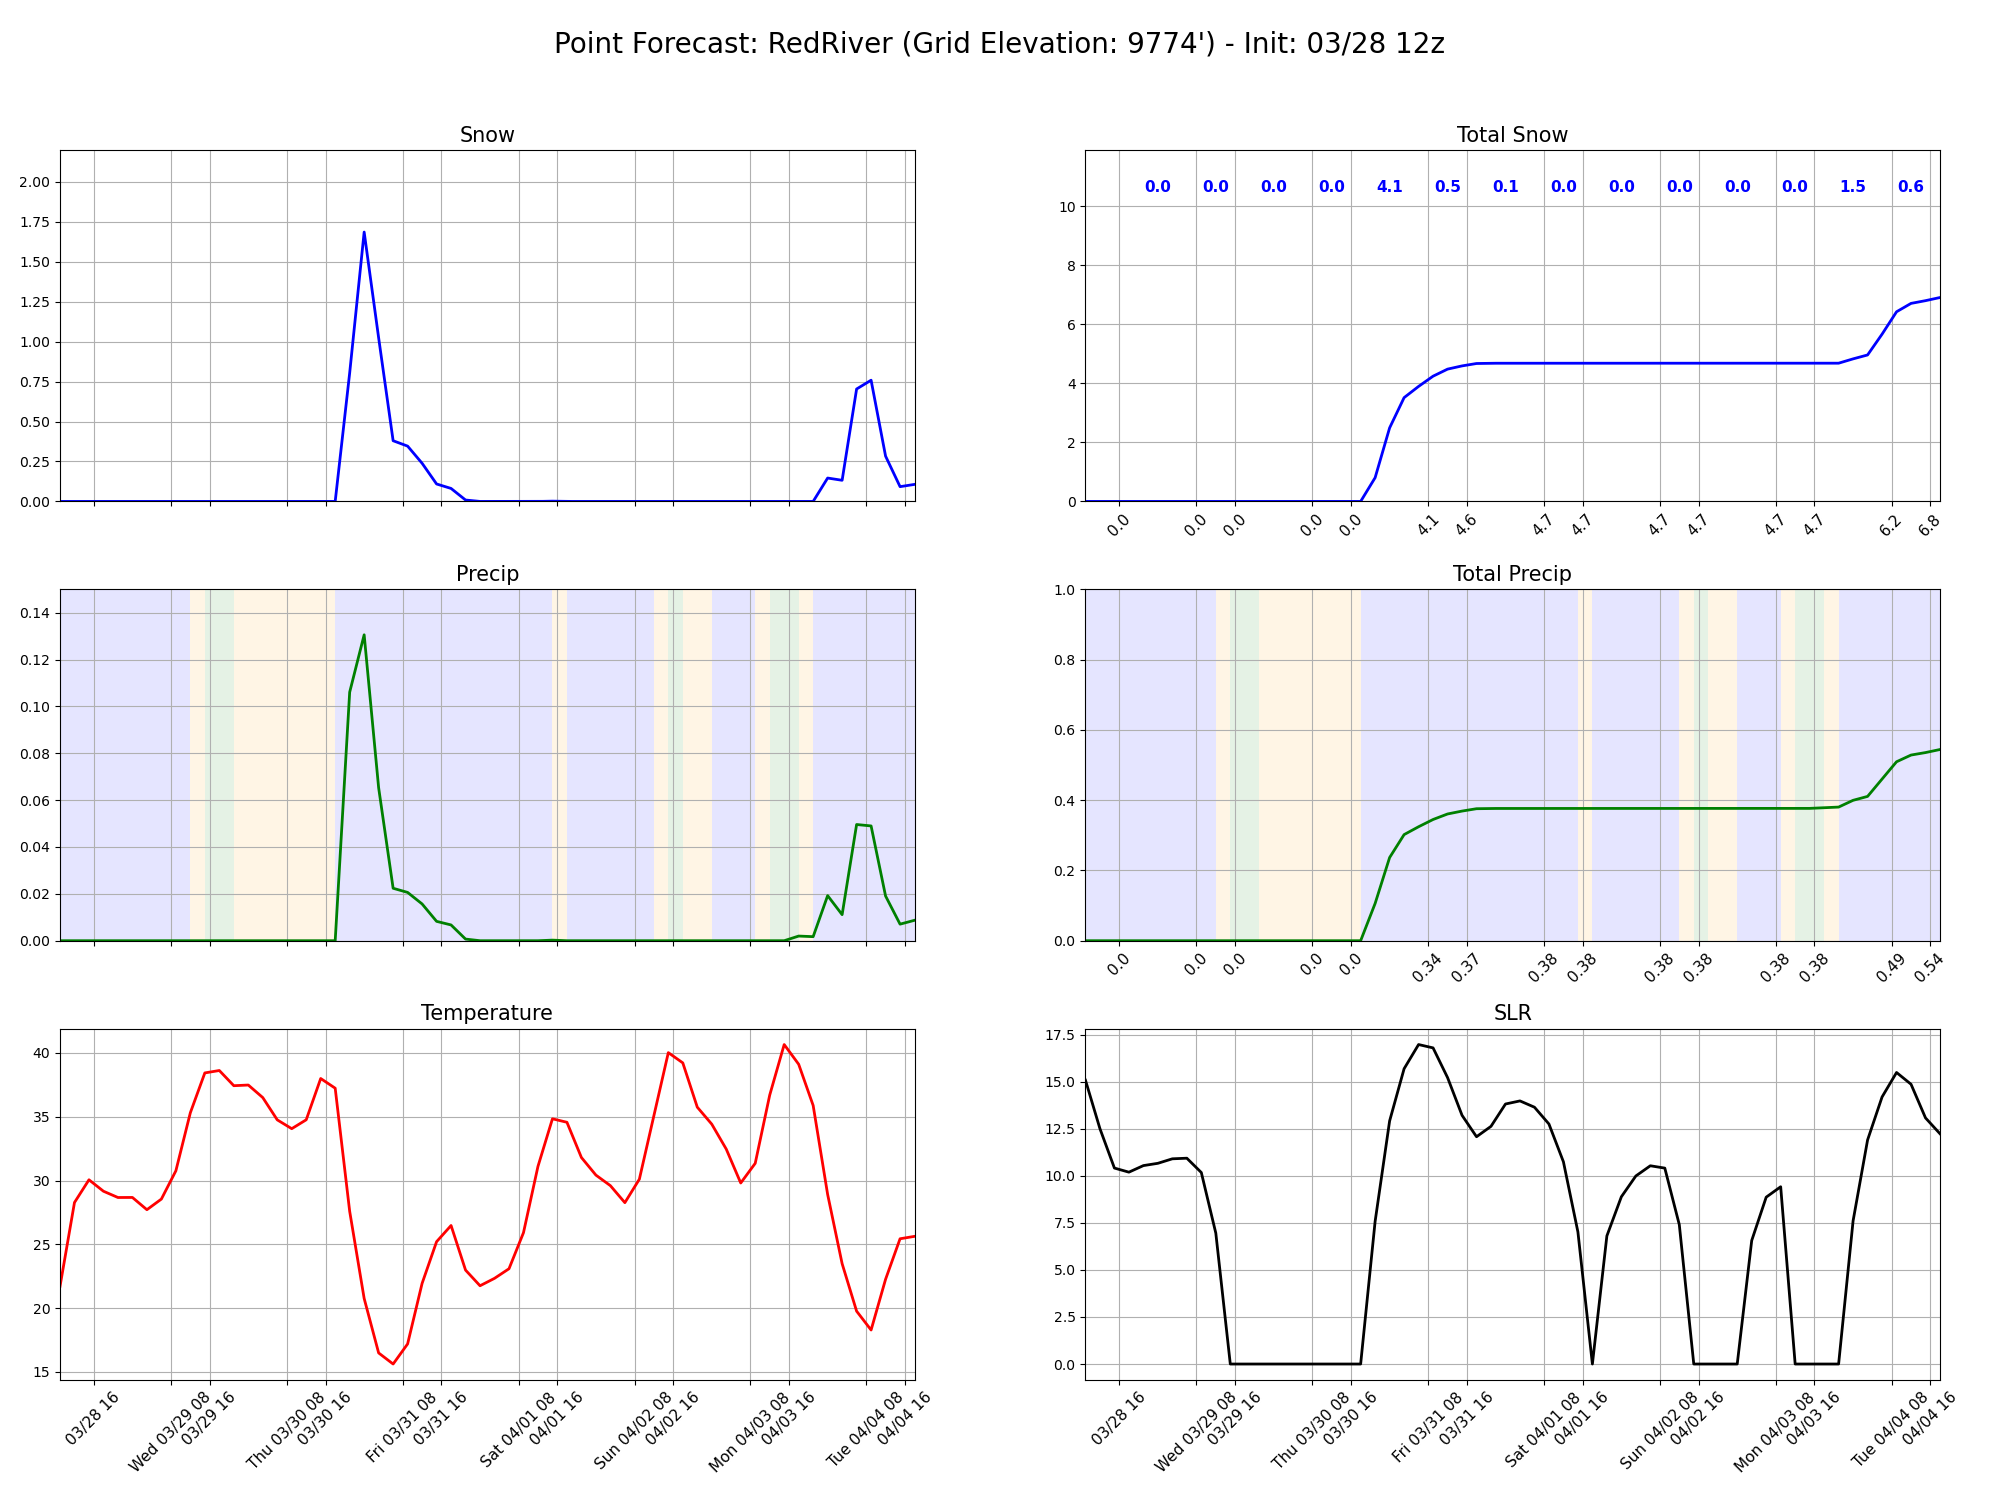 Point Forecast: RedRiver (Grid Elevation: 9774') - Init: 03/28 12z
Snow
2.00
1.75
1.50
1.25
1.00
0.75
0.50
0.25
0.00
Total Snow
0.0 0.0 0.0 0.0 4.1 0.5 0.1 0.0 0.0 0.0 0.0 0.0 1.5 0.6
10
8
6
4
2
0
0.0 0.0 0.0 0.0 0.0 4.1 4.6 4.7 4.7 4.7 4.7 4.7 4.7 6.2 6.8
Precip
0.14
0.12
0.10
0.08
0.06
0.04
0.02
0.00
Total Precip
1.0
0.8
0.6
0.4
0.2
0.0
0.0 0.0 0.0 0.0 0.0 0.34 0.37 0.38 0.38 0.38 0.38 0.38 0.38 0.49 0.54
Temperature
40
35
30
25
20
15
03/28 16
Wed 03/29 08
03/29 16
Thu 03/30 08
03/30 16
Fri 03/31 08
03/31 16
Sat 04/01 08
04/01 16
Sun 04/02 08
04/02 16
Mon 04/03 08
04/03 16
Tue 04/04 08
04/04 16
SLR
17.5
15.0
12.5
10.0
7.5
5.0
2.5
0.0
03/28 16
Wed 03/29 08
03/29 16
Thu 03/30 08
03/30 16
Fri 03/31 08
03/31 16
Sat 04/01 08
04/01 16
Sun 04/02 08
04/02 16
Mon 04/03 08
04/03 16
Tue 04/04 08
04/04 16